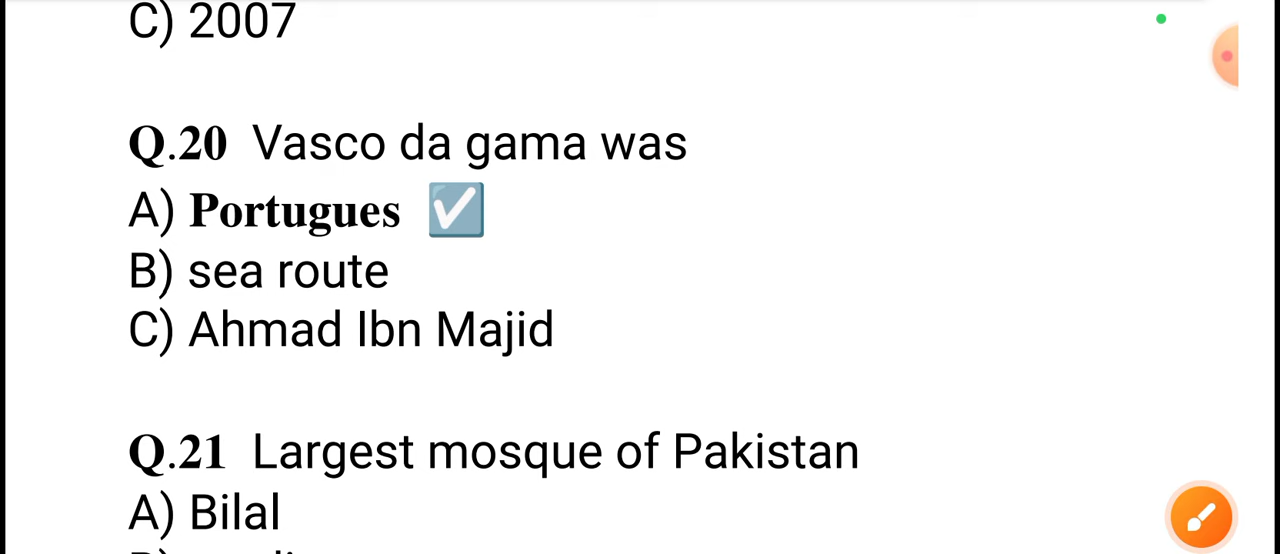 C) 2007
Q.20 Vasco da gama was
A) Portugues ☑
B) sea route
C) Ahmad Ibn Majid
Q.21 Largest mosque of Pakistan
A) Bilal